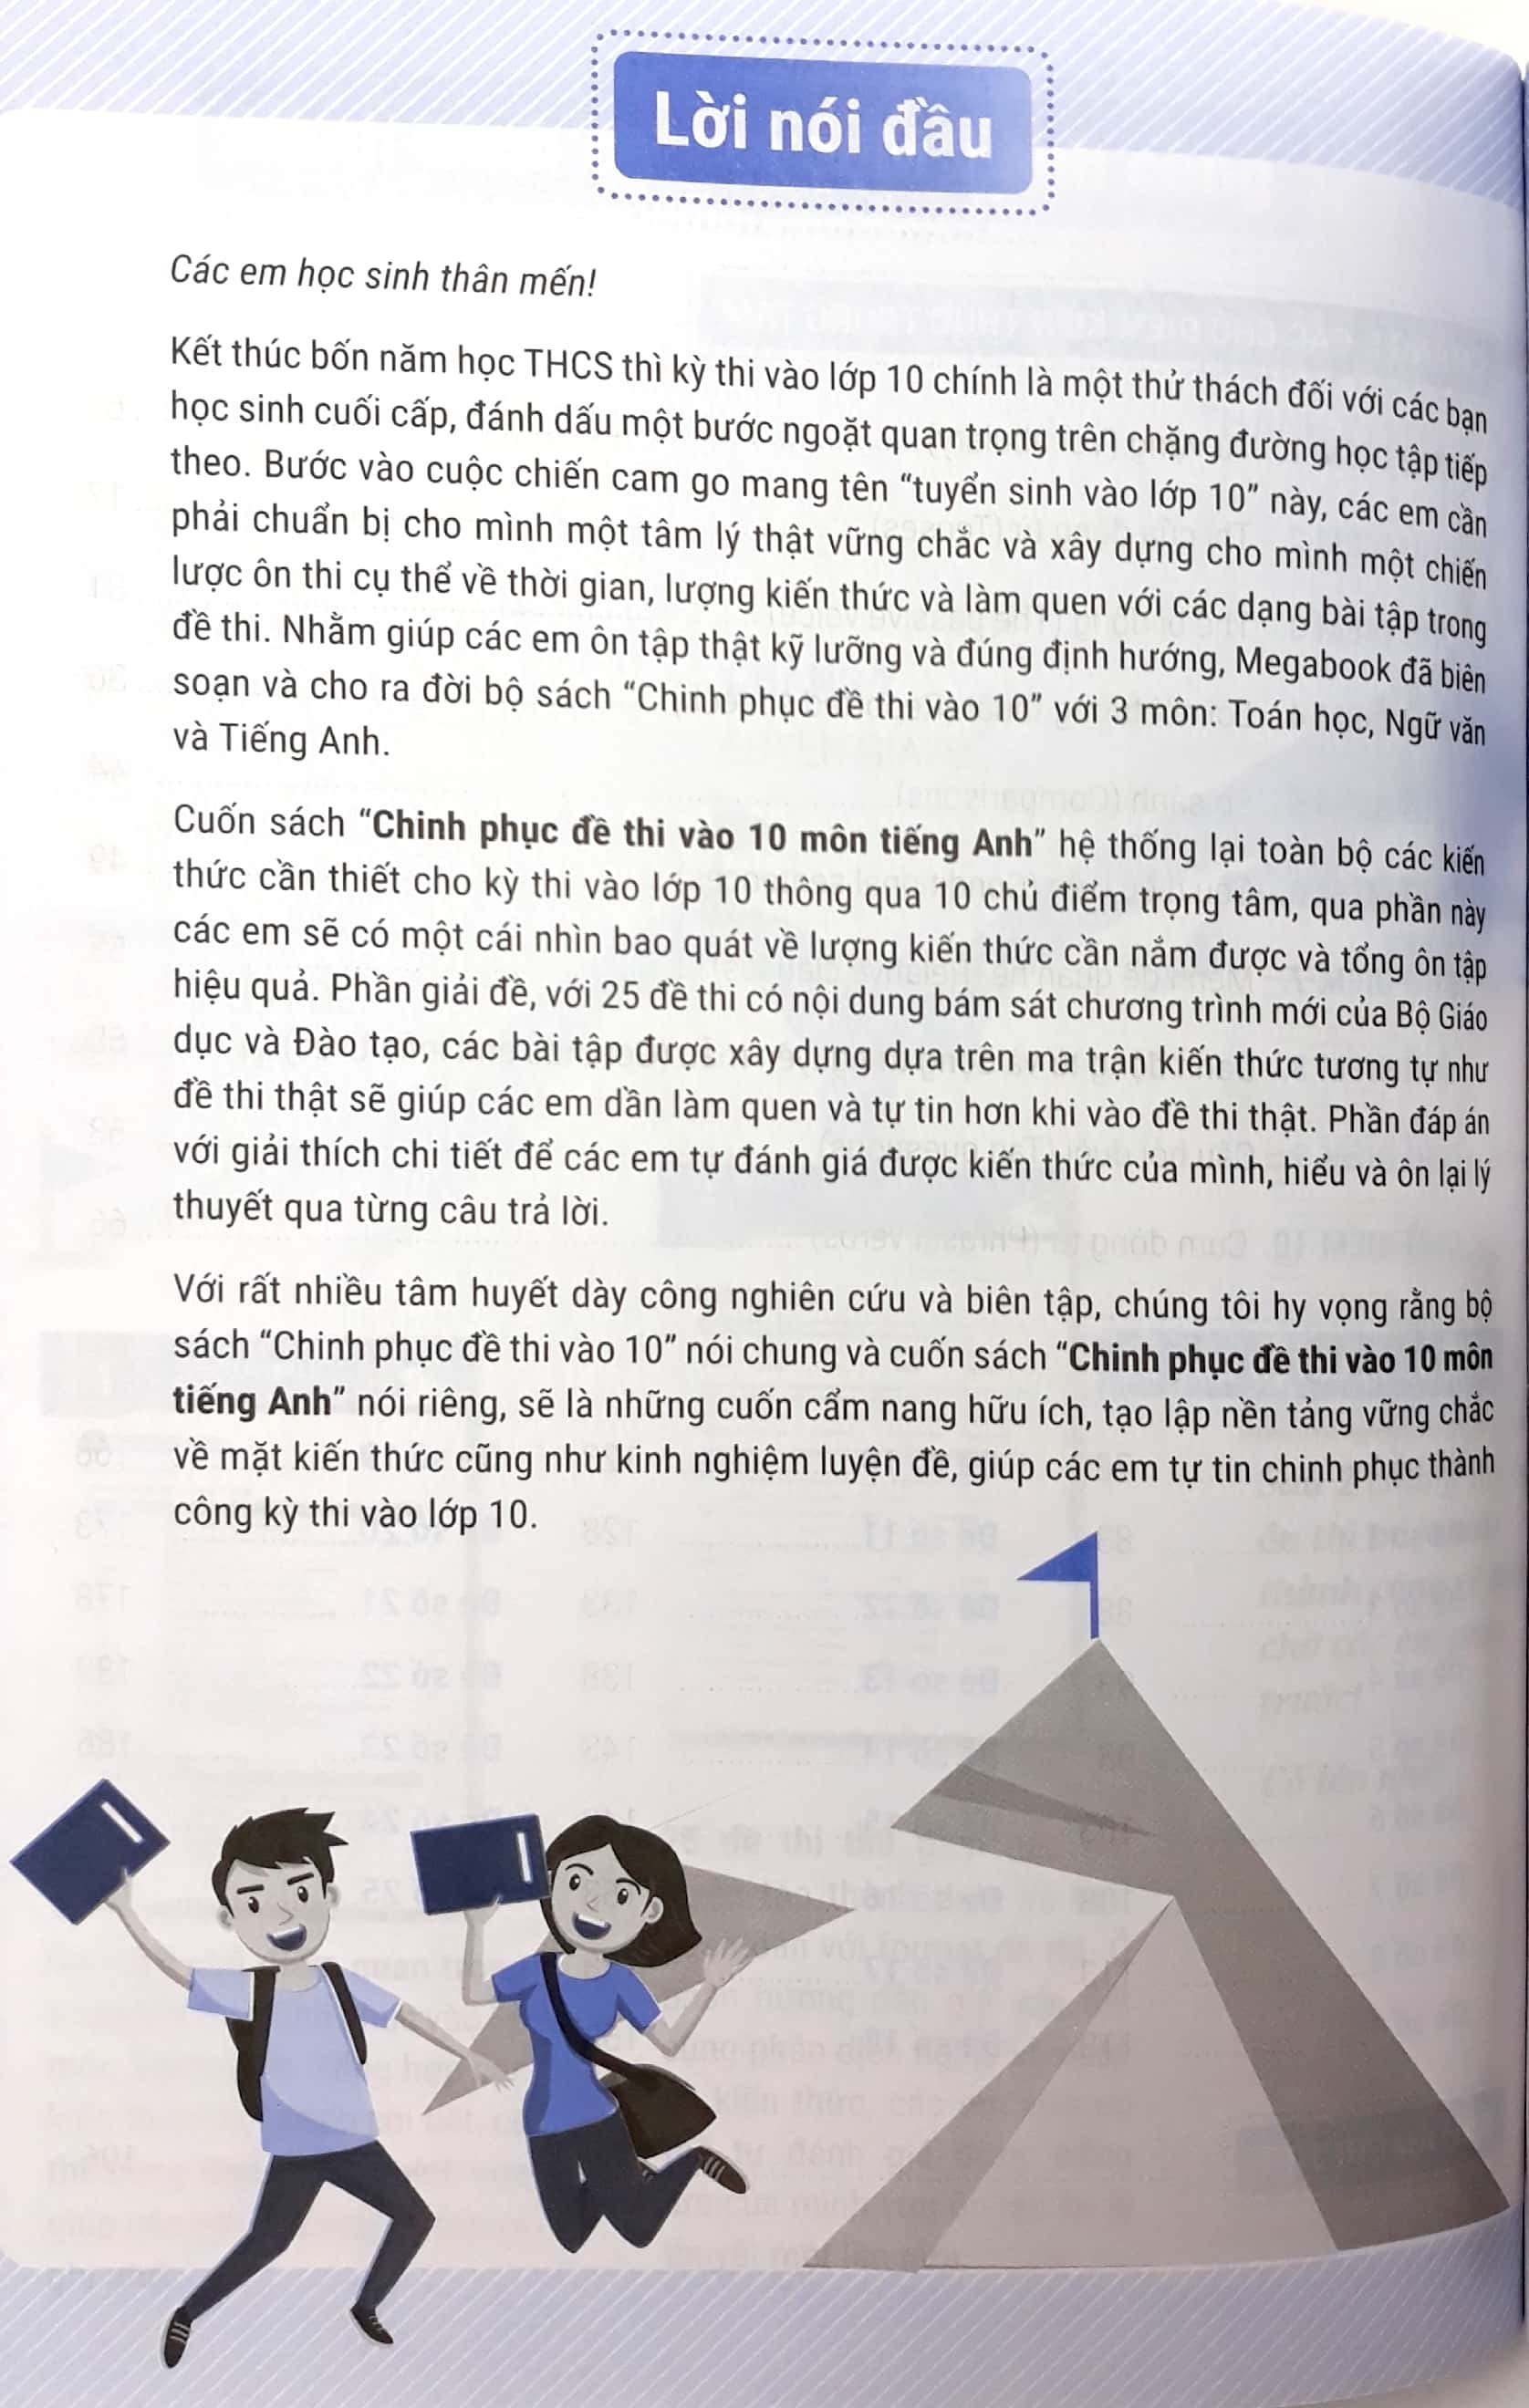 Lời nói đầu
Các em học sinh thân mến!
Kết thúc bốn năm học THCS thì kỳ thi vào lớp 10 chính là một thử thách đối với các bạn
học sinh cuối cấp, đánh dấu một bước ngoặt quan trọng trên chặng đường học tập tiếp
theo. Bước vào cuộc chiến cam go mang tên “tuyển sinh vào lớp 10” này, các em cần
phải chuẩn bị cho mình một tâm lý thật vững chắc và xây dựng cho mình một chiến
lược ôn thi cụ thể về thời gian, lượng kiến thức và làm quen với các dạng bài tập trong
đề thi. Nhằm giúp các em ôn tập thật kỹ lưỡng và đúng định hướng, Megabook đã biên
soạn và cho ra đời bộ sách “Chinh phục đề thi vào 10” với 3 môn: Toán học, Ngữ văn
và Tiếng Anh.
Cuốn sách “Chinh phục đề thi vào 10 môn tiếng Anh” hệ thống lại toàn bộ các kiến
thức cần thiết cho kỳ thi vào lớp 10 thông qua 10 chủ điểm trọng tâm, qua phần này
các em sẽ có một cái nhìn bao quát về lượng kiến thức cần nắm được và tổng ôn tập
hiệu quả. Phần giải đề, với 25 đề thi có nội dung bám sát chương trình mới của Bộ Giáo
dục và Đào tạo, các bài tập được xây dựng dựa trên ma trận kiến thức tương tự như
đề thi thật sẽ giúp các em dần làm quen và tự tin hơn khi vào đề thi thật. Phần đáp án
với giải thích chi tiết để các em tự đánh giá được kiến thức của mình, hiểu và ôn lại lý
thuyết qua từng câu trả lời.
Với rất nhiều tâm huyết dày công nghiên cứu và biên tập, chúng tôi hy vọng rằng bộ
sách “Chinh phục đề thi vào 10” nói chung và cuốn sách “Chinh phục đề thi vào 10 môn
tiếng Anh” nói riêng, sẽ là những cuốn cẩm nang hữu ích, tạo lập nền tảng vững chắc
về mặt kiến thức cũng như kinh nghiệm luyện đề, giúp các em tự tin chinh phục thành
công kỳ thi vào lớp 10.